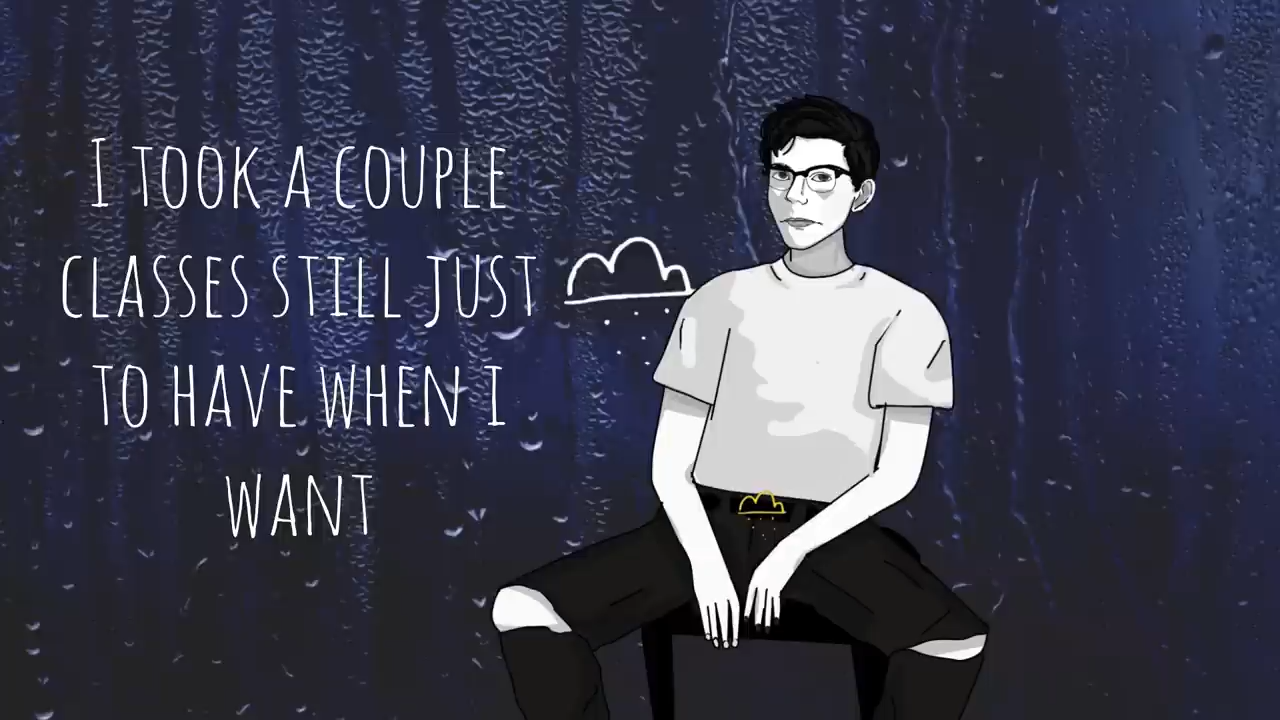 I TOOK A COUPLE
CLASSES STILL JUST
TO HAVE WHEN I
WANT